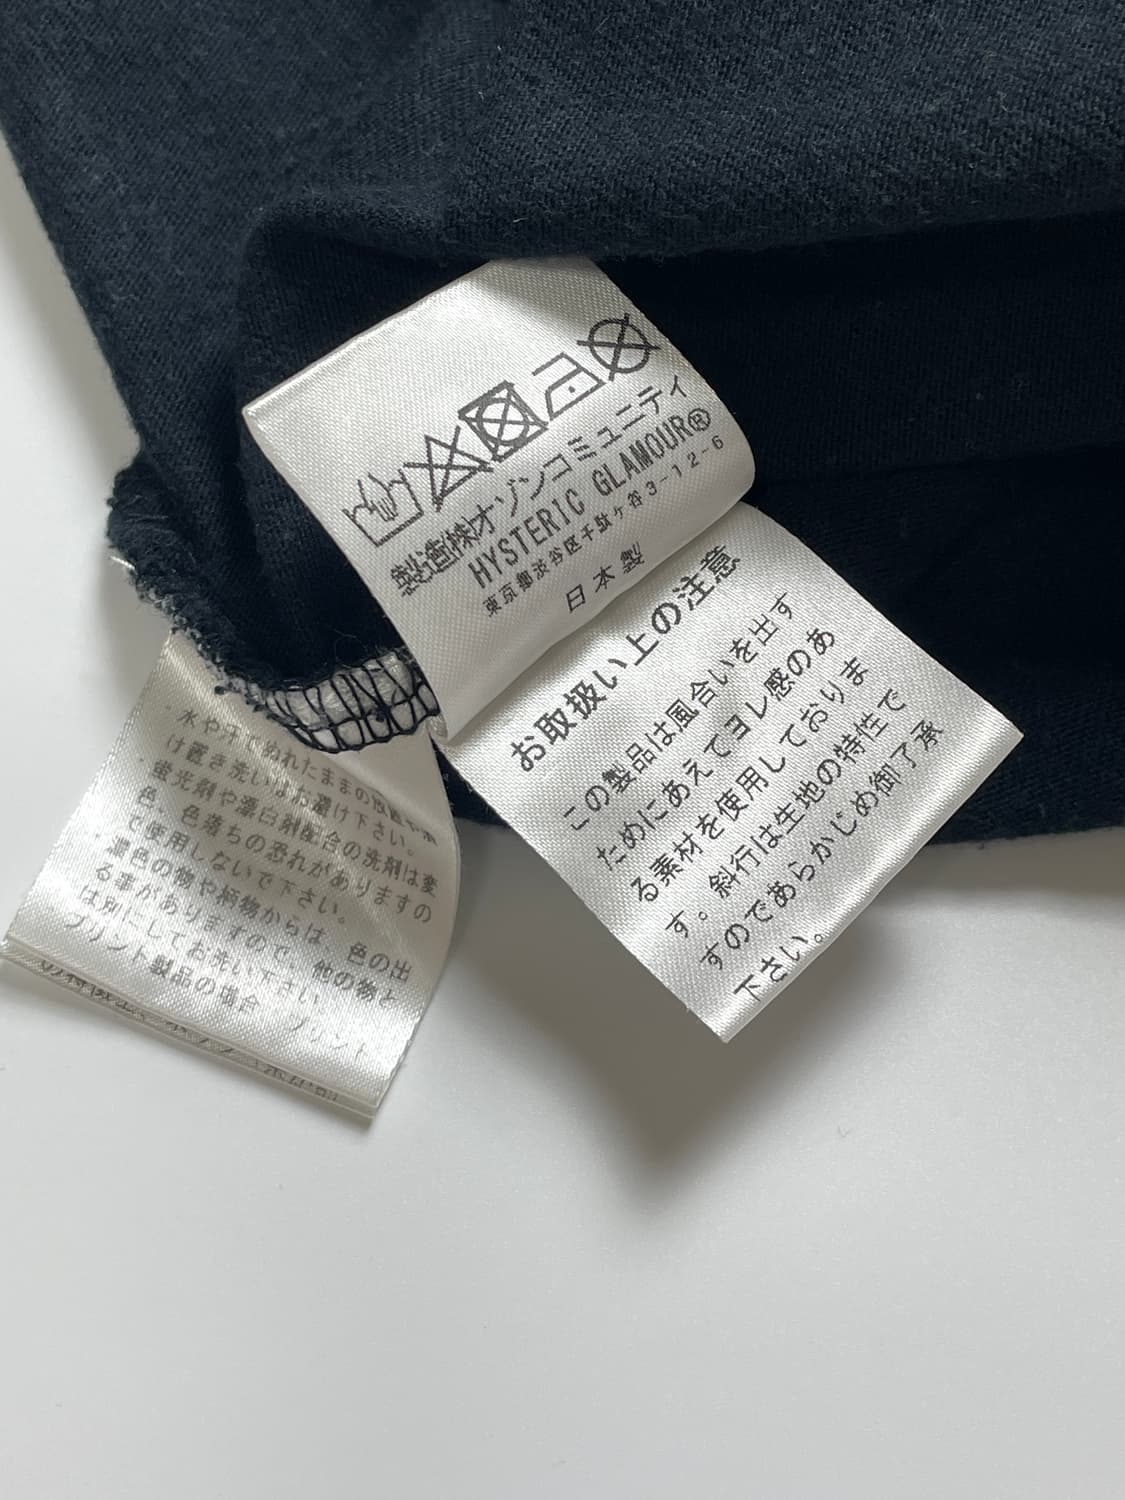 製造㈱オゾンコミュニティ
HYSTERIC GLAMOUR®
東京都渋谷区千駄ヶ谷3-12-6
日本製
お取扱い上の注意
この製品は風合いを出す
ためにあえてヨレ感のあ
る素材を使用しておりま
す。斜行は生地の特性で
すのであらかじめ御了承
下さい。
・水や汗でぬれたままの放置や漬
け置き洗いはお避け下さい。
・蛍光剤や漂白剤配合の洗剤は変
色、色落ちの恐れがありますの
で使用しないで下さい。
・濃色の物や柄物からは、色の出
る事がありますので、他の物と
は別にしてお洗い下さい。
プリント製品の場合 プリント